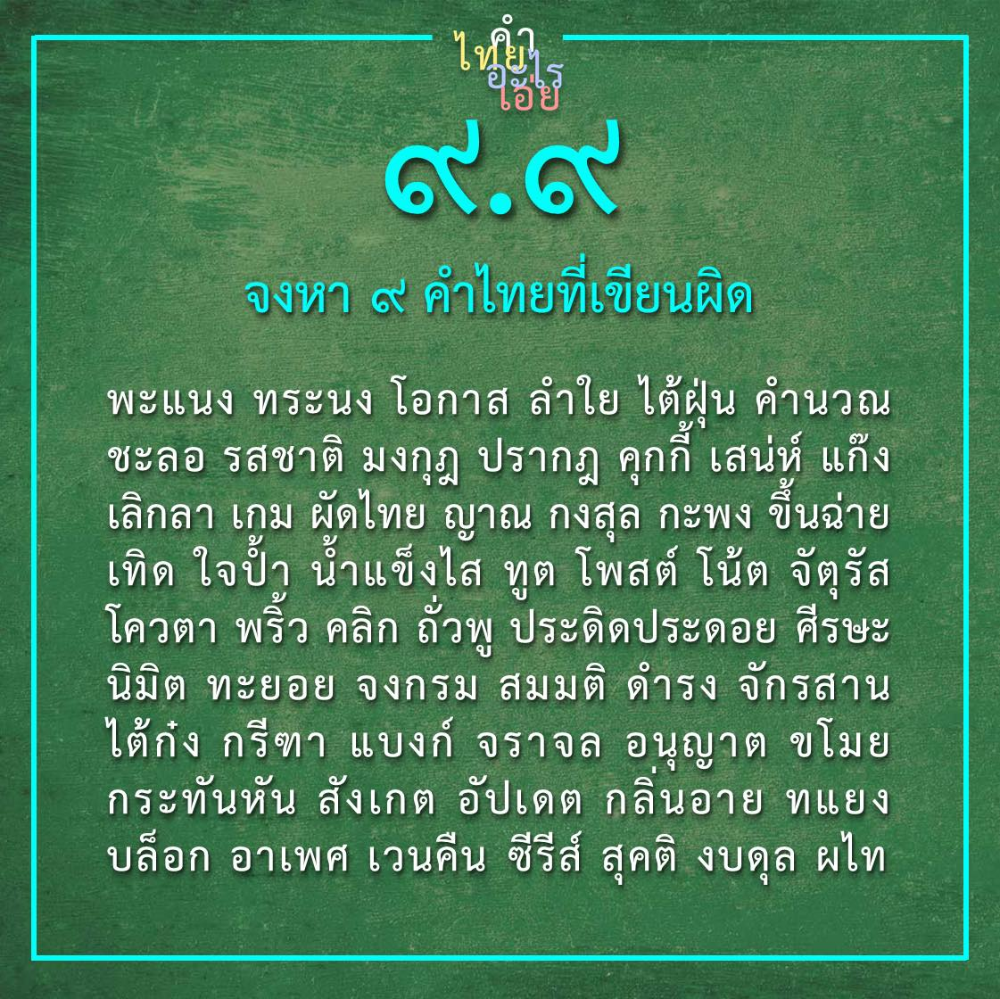 คำ
ไทย
อะไร
เอ่ย
๙.๙
จงหา ๙ คำไทยที่เขียนผิด
พะแนง ทระนง โอกาส ลำใย ไต้ฝุ่น คำนวณ
ชะลอ รสชาติ มงกุฎ ปรากฏ คุกกี้ เสน่ห์ แก๊ง
เลิกลา เกม ผัดไทย ญาณ กงสุล กะพง ขึ้นฉ่าย
เทิด ใจป้ำ น้ำแข็งไส ทูต โพสต์ โน้ต จัตุรัส
โควตา พริ้ว คลิก ถั่วพู ประดิดประดอย ศีรษะ
นิมิต ทะยอย จงกรม สมมติ ดำรง จักรสาน
ไต้ก๋ง กรีฑา แบงก์ จราจล อนุญาต ขโมย
กระทันหัน สังเกต อัปเดต กลิ่นอาย ทแยง
บล็อก อาเพศ เวนคืน ซีรีส์ สุคติ งบดุล ผไท